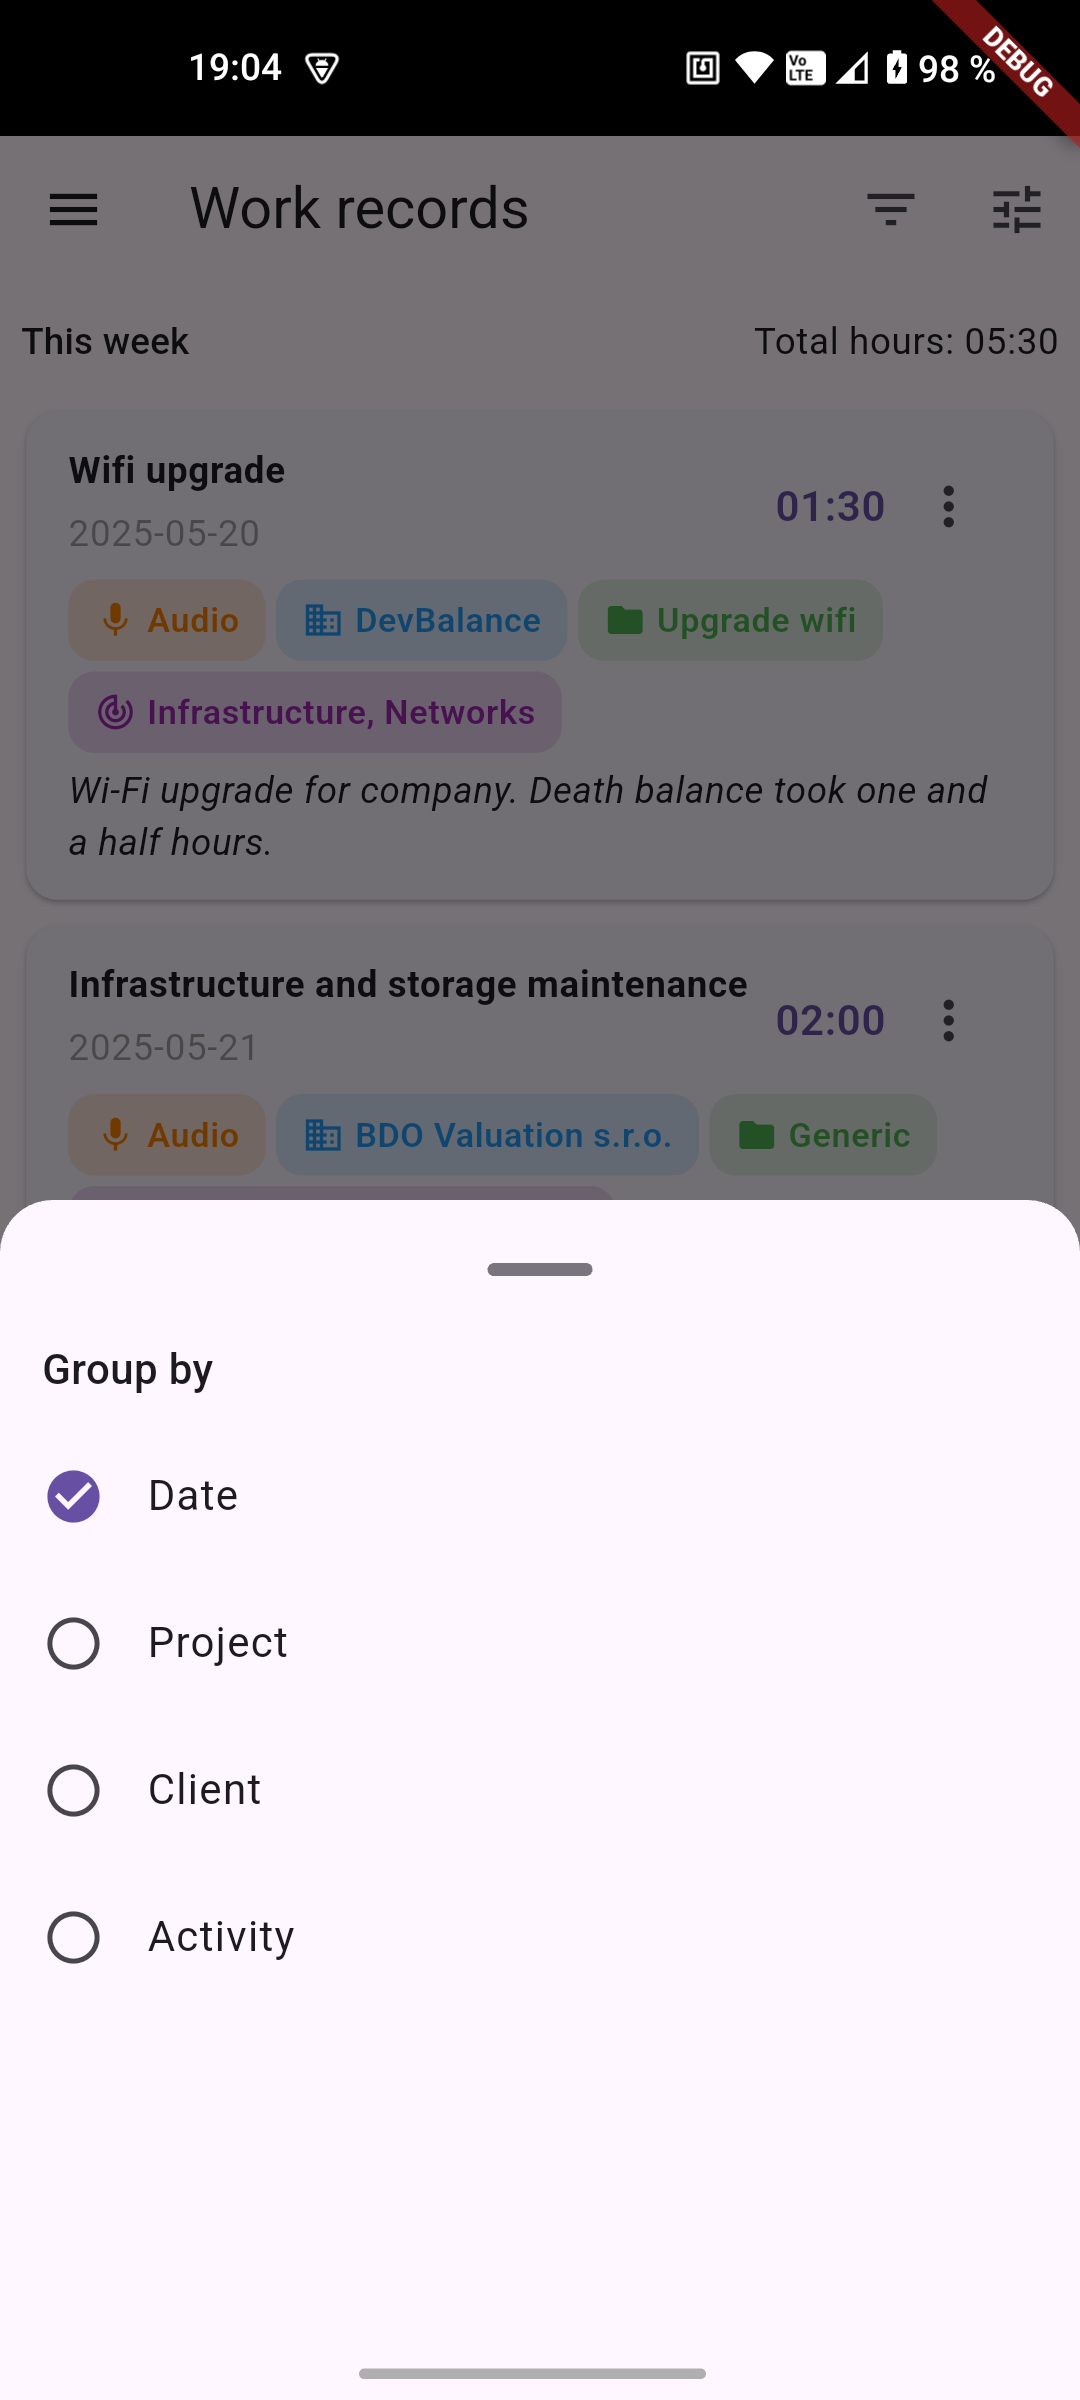 19:04
Vo LTE
98 %
DEBUG
Work records
This week
Total hours: 05:30
Wifi upgrade
01:30
2025-05-20
Audio
DevBalance
Upgrade wifi
Infrastructure, Networks
Wi-Fi upgrade for company. Death balance took one and
a half hours.
Infrastructure and storage maintenance
02:00
2025-05-21
Audio
BDO Valuation s.r.o.
Generic
Group by
Date
Project
Client
Activity